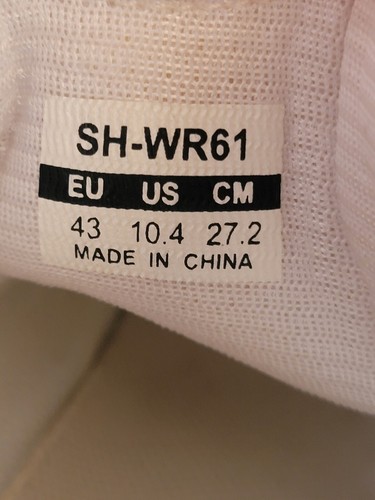 SH-WR61
EU US CM
43 10.4 27.2
MADE IN CHINA